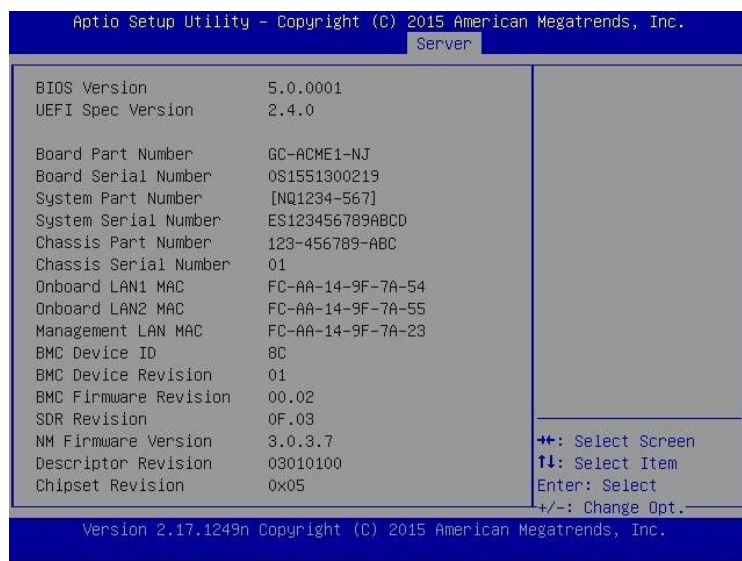 Aptio Setup Utility – Copyright (C) 2015 American Megatrends, Inc.
Server
BIOS Version 5.0.0001
UEFI Spec Version 2.4.0
Board Part Number GC-ACME1-NJ
Board Serial Number 0S1551300219
System Part Number [NQ1234-567]
System Serial Number ES123456789ABCD
Chassis Part Number 123-456789-ABC
Chassis Serial Number 01
Onboard LAN1 MAC FC-AA-14-9F-7A-54
Onboard LAN2 MAC FC-AA-14-9F-7A-55
Management LAN MAC FC-AA-14-9F-7A-23
BMC Device ID 8C
BMC Device Revision 01
BMC Firmware Revision 00.02
SDR Revision 0F.03
NM Firmware Version 3.0.3.7
Descriptor Revision 03010100
Chipset Revision 0x05
→←: Select Screen
↑↓: Select Item
Enter: Select
+/-: Change Opt.
Version 2.17.1249n Copyright (C) 2015 American Megatrends, Inc.